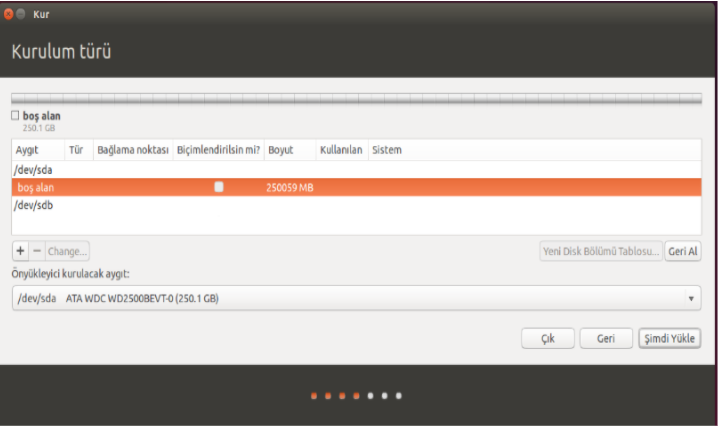 Kur
Kurulum türü
boş alan
250.1 GB
Aygıt Tür Bağlama noktası Biçimlendirilsin mi? Boyut Kullanılan Sistem
/dev/sda
boş alan 250059 MB
/dev/sdb
+ − Change... Yeni Disk Bölümü Tablosu... Geri Al
Önyükleyici kurulacak aygıt:
/dev/sda ATA WDC WD2500BEVT-0 (250.1 GB)
Çık Geri Şimdi Yükle